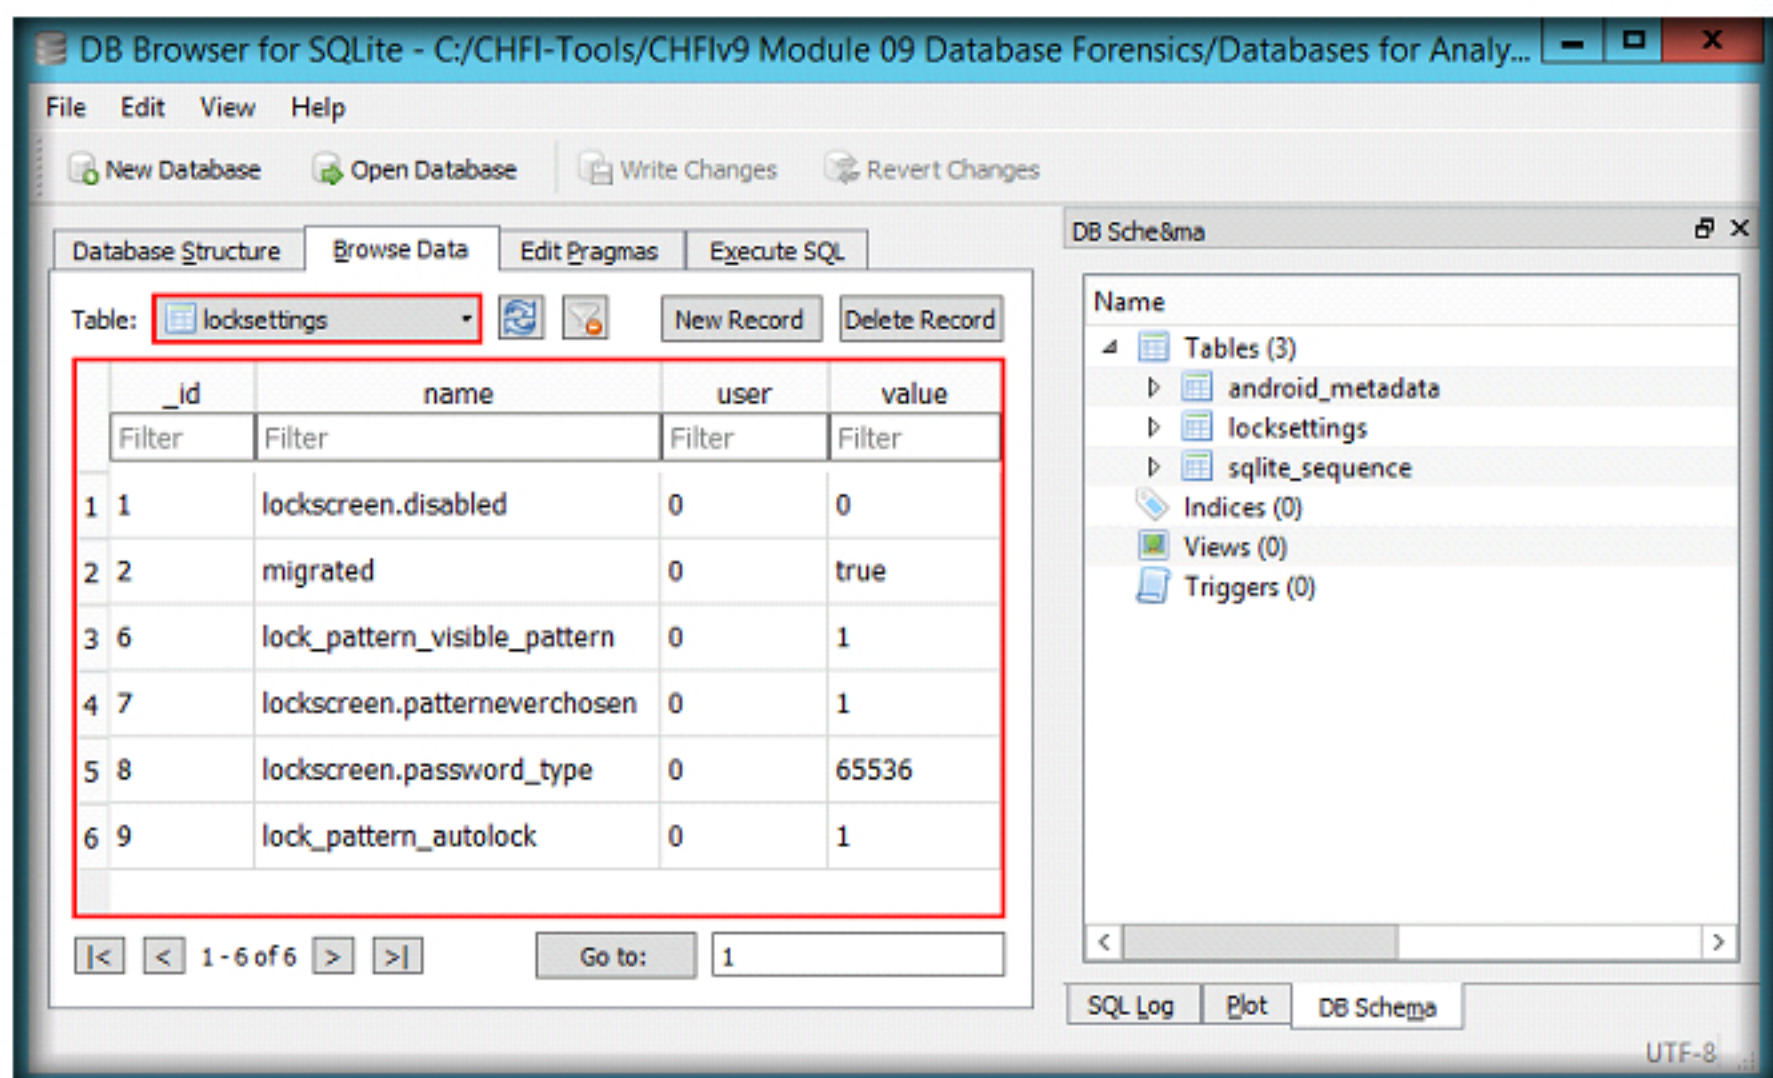 DB Browser for SQLite - C:/CHFI-Tools/CHFIv9 Module 09 Database Forensics/Databases for Analy...
File Edit View Help
New Database Open Database Write Changes Revert Changes
Database Structure Browse Data Edit Pragmas Execute SQL
Table: locksettings New Record Delete Record
_id name user value
Filter Filter Filter Filter
1 1 lockscreen.disabled 0 0
2 2 migrated 0 true
3 6 lock_pattern_visible_pattern 0 1
4 7 lockscreen.patterneverchosen 0 1
5 8 lockscreen.password_type 0 65536
6 9 lock_pattern_autolock 0 1
|< < 1 - 6 of 6 > >| Go to: 1
DB Sche&ma
Name
Tables (3)
android_metadata
locksettings
sqlite_sequence
Indices (0)
Views (0)
Triggers (0)
SQL Log Plot DB Schema
UTF-8